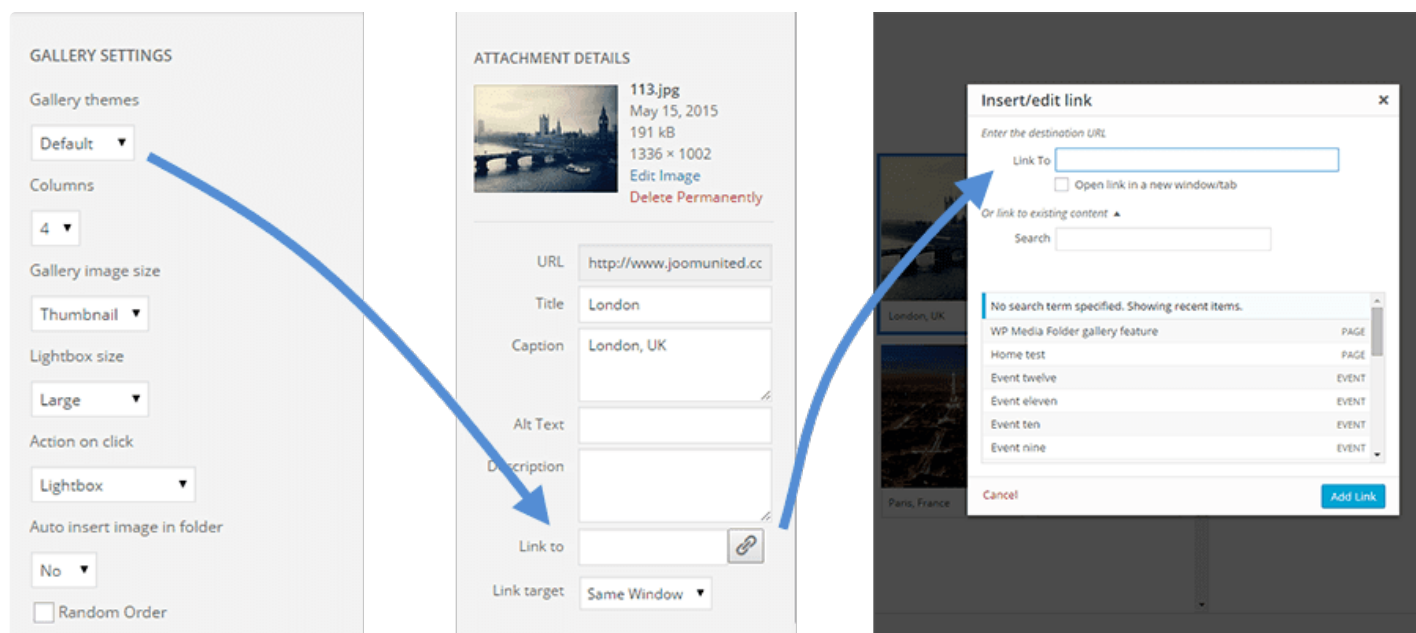 GALLERY SETTINGS
Gallery themes
Default
Columns
4
Gallery image size
Thumbnail
Lightbox size
Large
Action on click
Lightbox
Auto insert image in folder
No
Random Order
ATTACHMENT DETAILS
113.jpg
May 15, 2015
191 kB
1336 × 1002
Edit Image
Delete Permanently
URL http://www.joomunited.cc
Title London
Caption London, UK
Alt Text
Description
Link to
Link target Same Window
London, UK
Paris, France
Insert/edit link ×
Enter the destination URL
Link To
Open link in a new window/tab
Or link to existing content
Search
No search term specified. Showing recent items.
WP Media Folder gallery feature PAGE
Home test PAGE
Event twelve EVENT
Event eleven EVENT
Event ten EVENT
Event nine EVENT
Cancel Add Link